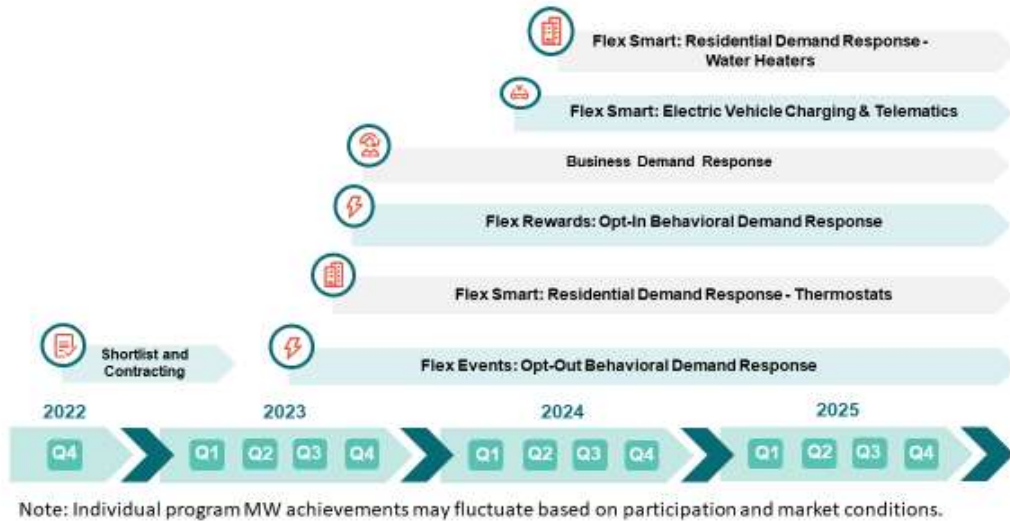 Flex Smart: Residential Demand Response -
Water Heaters
Flex Smart: Electric Vehicle Charging & Telematics
Business Demand Response
Flex Rewards: Opt-In Behavioral Demand Response
Flex Smart: Residential Demand Response - Thermostats
Shortlist and
Contracting
Flex Events: Opt-Out Behavioral Demand Response
2022 2023 2024 2025
Q4 Q1 Q2 Q3 Q4 Q1 Q2 Q3 Q4 Q1 Q2 Q3 Q4
Note: Individual program MW achievements may fluctuate based on participation and market conditions.